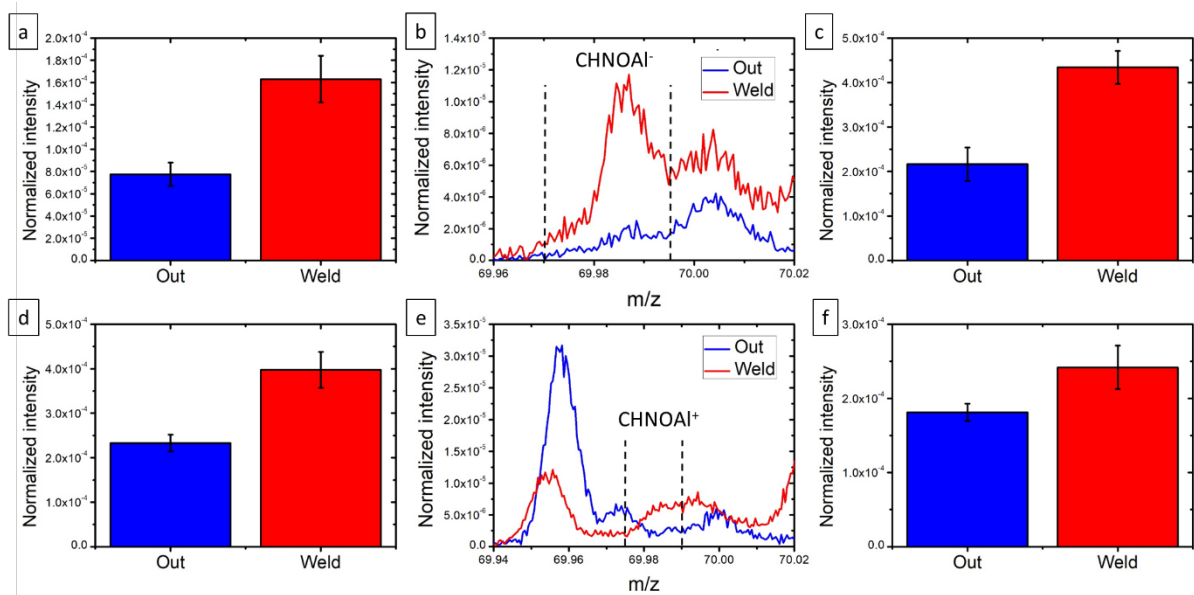 a
Normalized intensity
2.0x10⁻⁴
1.8x10⁻⁴
1.6x10⁻⁴
1.4x10⁻⁴
1.2x10⁻⁴
1.0x10⁻⁴
8.0x10⁻⁵
6.0x10⁻⁵
4.0x10⁻⁵
2.0x10⁻⁵
0.0
Out Weld
b
Normalized intensity
1.4x10⁻⁵
1.2x10⁻⁵
1.0x10⁻⁵
8.0x10⁻⁶
6.0x10⁻⁶
4.0x10⁻⁶
2.0x10⁻⁶
0.0
CHNOAl⁻
Out
Weld
69.96 69.98 70.00 70.02
m/z
c
Normalized intensity
5.0x10⁻⁴
4.0x10⁻⁴
2.0x10⁻⁴
1.0x10⁻⁴
0.0
Out Weld
d
Normalized intensity
5.0x10⁻⁴
4.0x10⁻⁴
3.0x10⁻⁴
2.0x10⁻⁴
1.0x10⁻⁴
0.0
Out Weld
e
Normalized intensity
3.5x10⁻⁵
3.0x10⁻⁵
2.5x10⁻⁵
2.0x10⁻⁵
1.5x10⁻⁵
1.0x10⁻⁵
5.0x10⁻⁶
0.0
CHNOAl⁺
Out
Weld
69.94 69.96 69.98 70.00 70.02
m/z
f
Normalized intensity
3.0x10⁻⁴
2.0x10⁻⁴
1.0x10⁻⁴
0.0
Out Weld